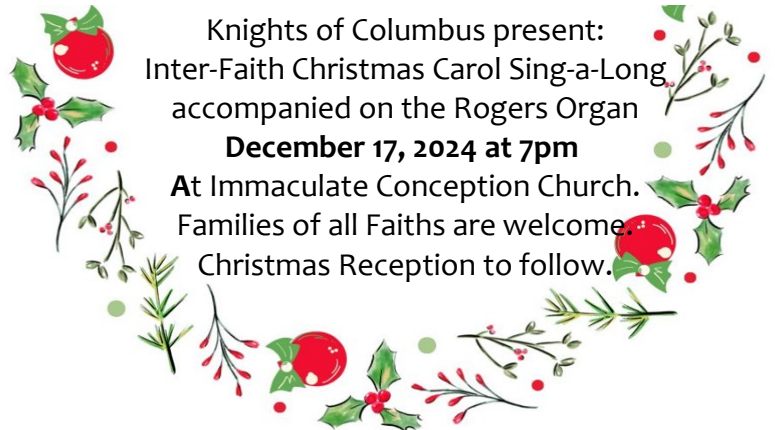 Knights of Columbus present:
Inter-Faith Christmas Carol Sing-a-Long
accompanied on the Rogers Organ
December 17, 2024 at 7pm
At Immaculate Conception Church.
Families of all Faiths are welcome.
Christmas Reception to follow.